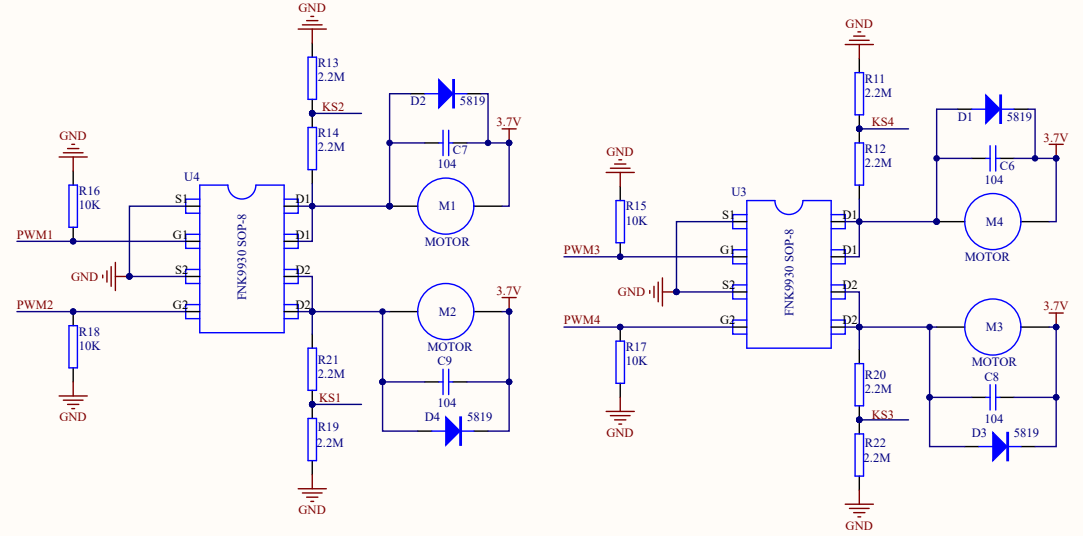 GND
R13
2.2M
KS2
R14
2.2M
D2
5819
C7
104
3.7V
GND
R16
10K
U4
S1
D1
M1
MOTOR
PWM1
G1
D1
FNK9930 SOP-8
GND
S2
D2
PWM2
G2
D2
M2
MOTOR
3.7V
R18
10K
GND
R21
2.2M
KS1
R19
2.2M
GND
C9
104
D4
5819
GND
R11
2.2M
KS4
R12
2.2M
D1
5819
C6
104
3.7V
GND
R15
10K
U3
S1
D1
M4
MOTOR
PWM3
G1
D1
FNK9930 SOP-8
GND
S2
D2
PWM4
G2
D2
M3
MOTOR
3.7V
R17
10K
GND
R20
2.2M
KS3
R22
2.2M
GND
C8
104
D3
5819